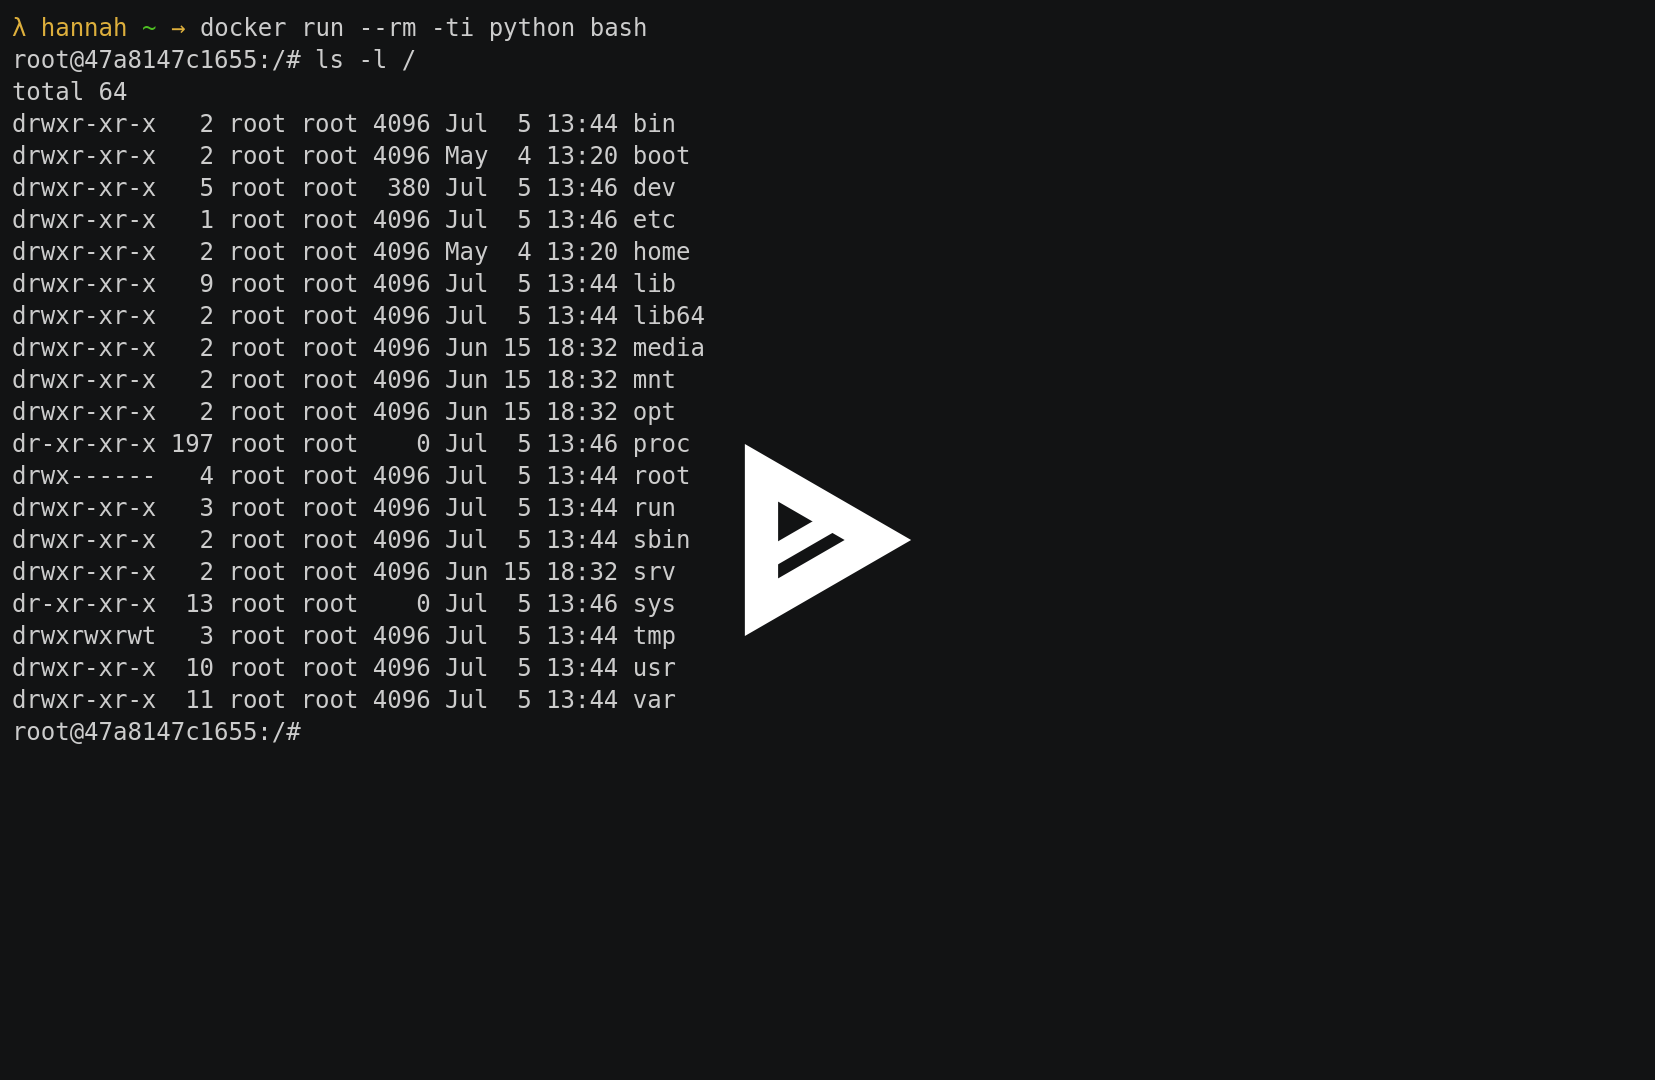 λ hannah ~ → docker run --rm -ti python bash
root@47a8147c1655:/# ls -l /
total 64
drwxr-xr-x   2 root root 4096 Jul  5 13:44 bin
drwxr-xr-x   2 root root 4096 May  4 13:20 boot
drwxr-xr-x   5 root root  380 Jul  5 13:46 dev
drwxr-xr-x   1 root root 4096 Jul  5 13:46 etc
drwxr-xr-x   2 root root 4096 May  4 13:20 home
drwxr-xr-x   9 root root 4096 Jul  5 13:44 lib
drwxr-xr-x   2 root root 4096 Jul  5 13:44 lib64
drwxr-xr-x   2 root root 4096 Jun 15 18:32 media
drwxr-xr-x   2 root root 4096 Jun 15 18:32 mnt
drwxr-xr-x   2 root root 4096 Jun 15 18:32 opt
dr-xr-xr-x 197 root root    0 Jul  5 13:46 proc
drwx------   4 root root 4096 Jul  5 13:44 root
drwxr-xr-x   3 root root 4096 Jul  5 13:44 run
drwxr-xr-x   2 root root 4096 Jul  5 13:44 sbin
drwxr-xr-x   2 root root 4096 Jun 15 18:32 srv
dr-xr-xr-x  13 root root    0 Jul  5 13:46 sys
drwxrwxrwt   3 root root 4096 Jul  5 13:44 tmp
drwxr-xr-x  10 root root 4096 Jul  5 13:44 usr
drwxr-xr-x  11 root root 4096 Jul  5 13:44 var
root@47a8147c1655:/#